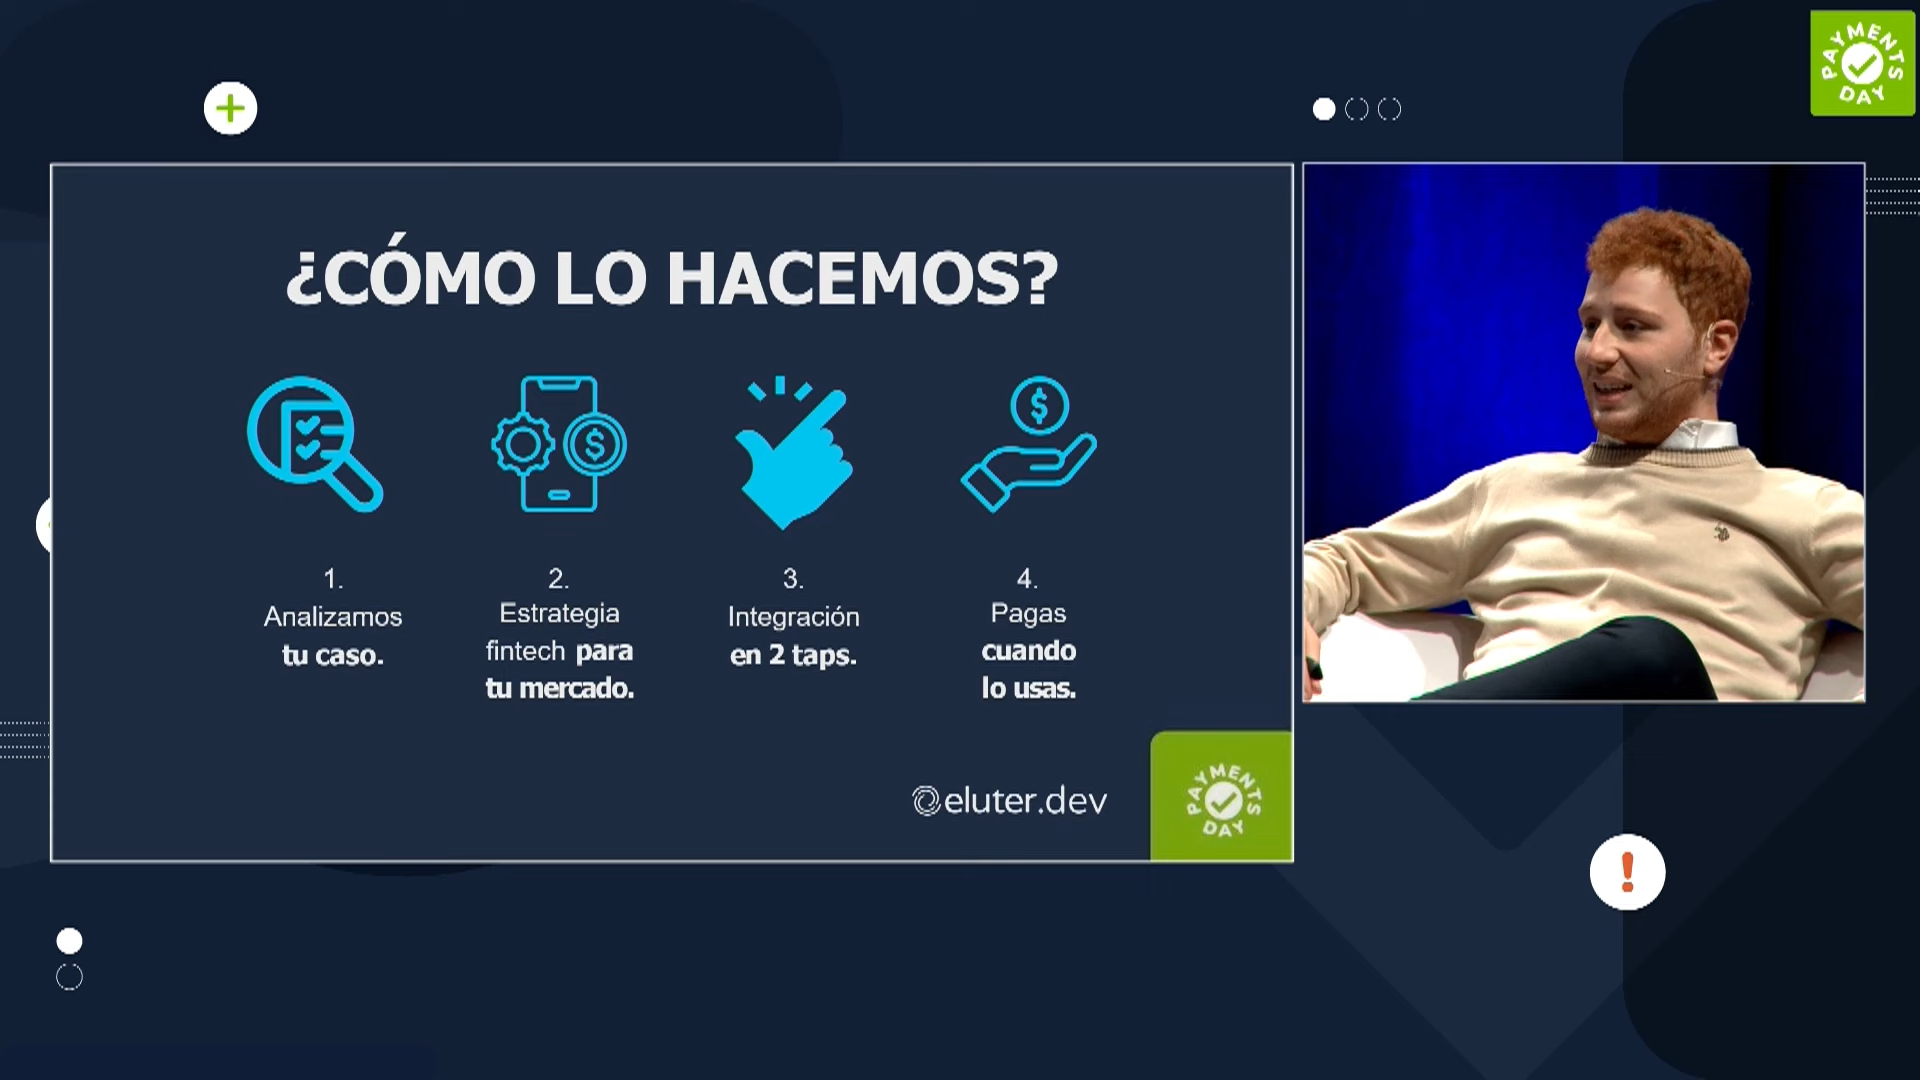 PAYMENTS
DAY
¿CÓMO LO HACEMOS?
1.
Analizamos
tu caso.
2.
Estrategia
fintech para
tu mercado.
3.
Integración
en 2 taps.
4.
Pagas
cuando
lo usas.
eluter.dev
PAYMENTS
DAY